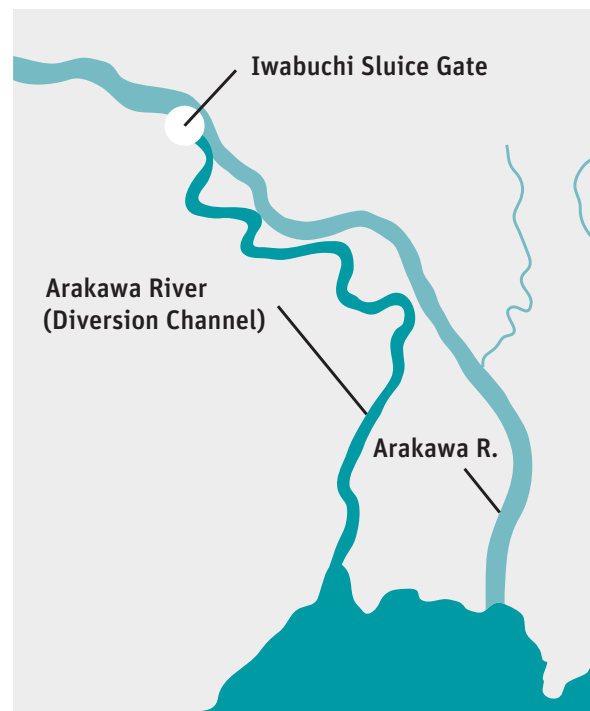 Iwabuchi Sluice Gate
Arakawa River
(Diversion Channel)
Arakawa R.